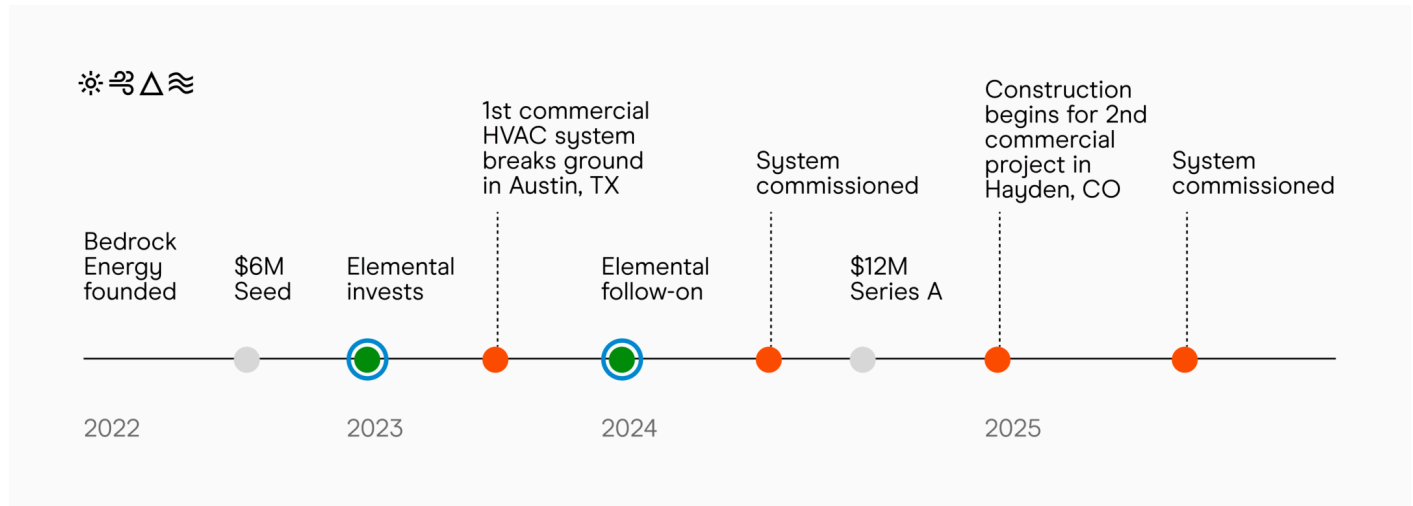 Bedrock
Energy
founded
$6M
Seed
Elemental
invests
1st commercial
HVAC system
breaks ground
in Austin, TX
Elemental
follow-on
System
commissioned
$12M
Series A
Construction
begins for 2nd
commercial
project in
Hayden, CO
System
commissioned
2022
2023
2024
2025